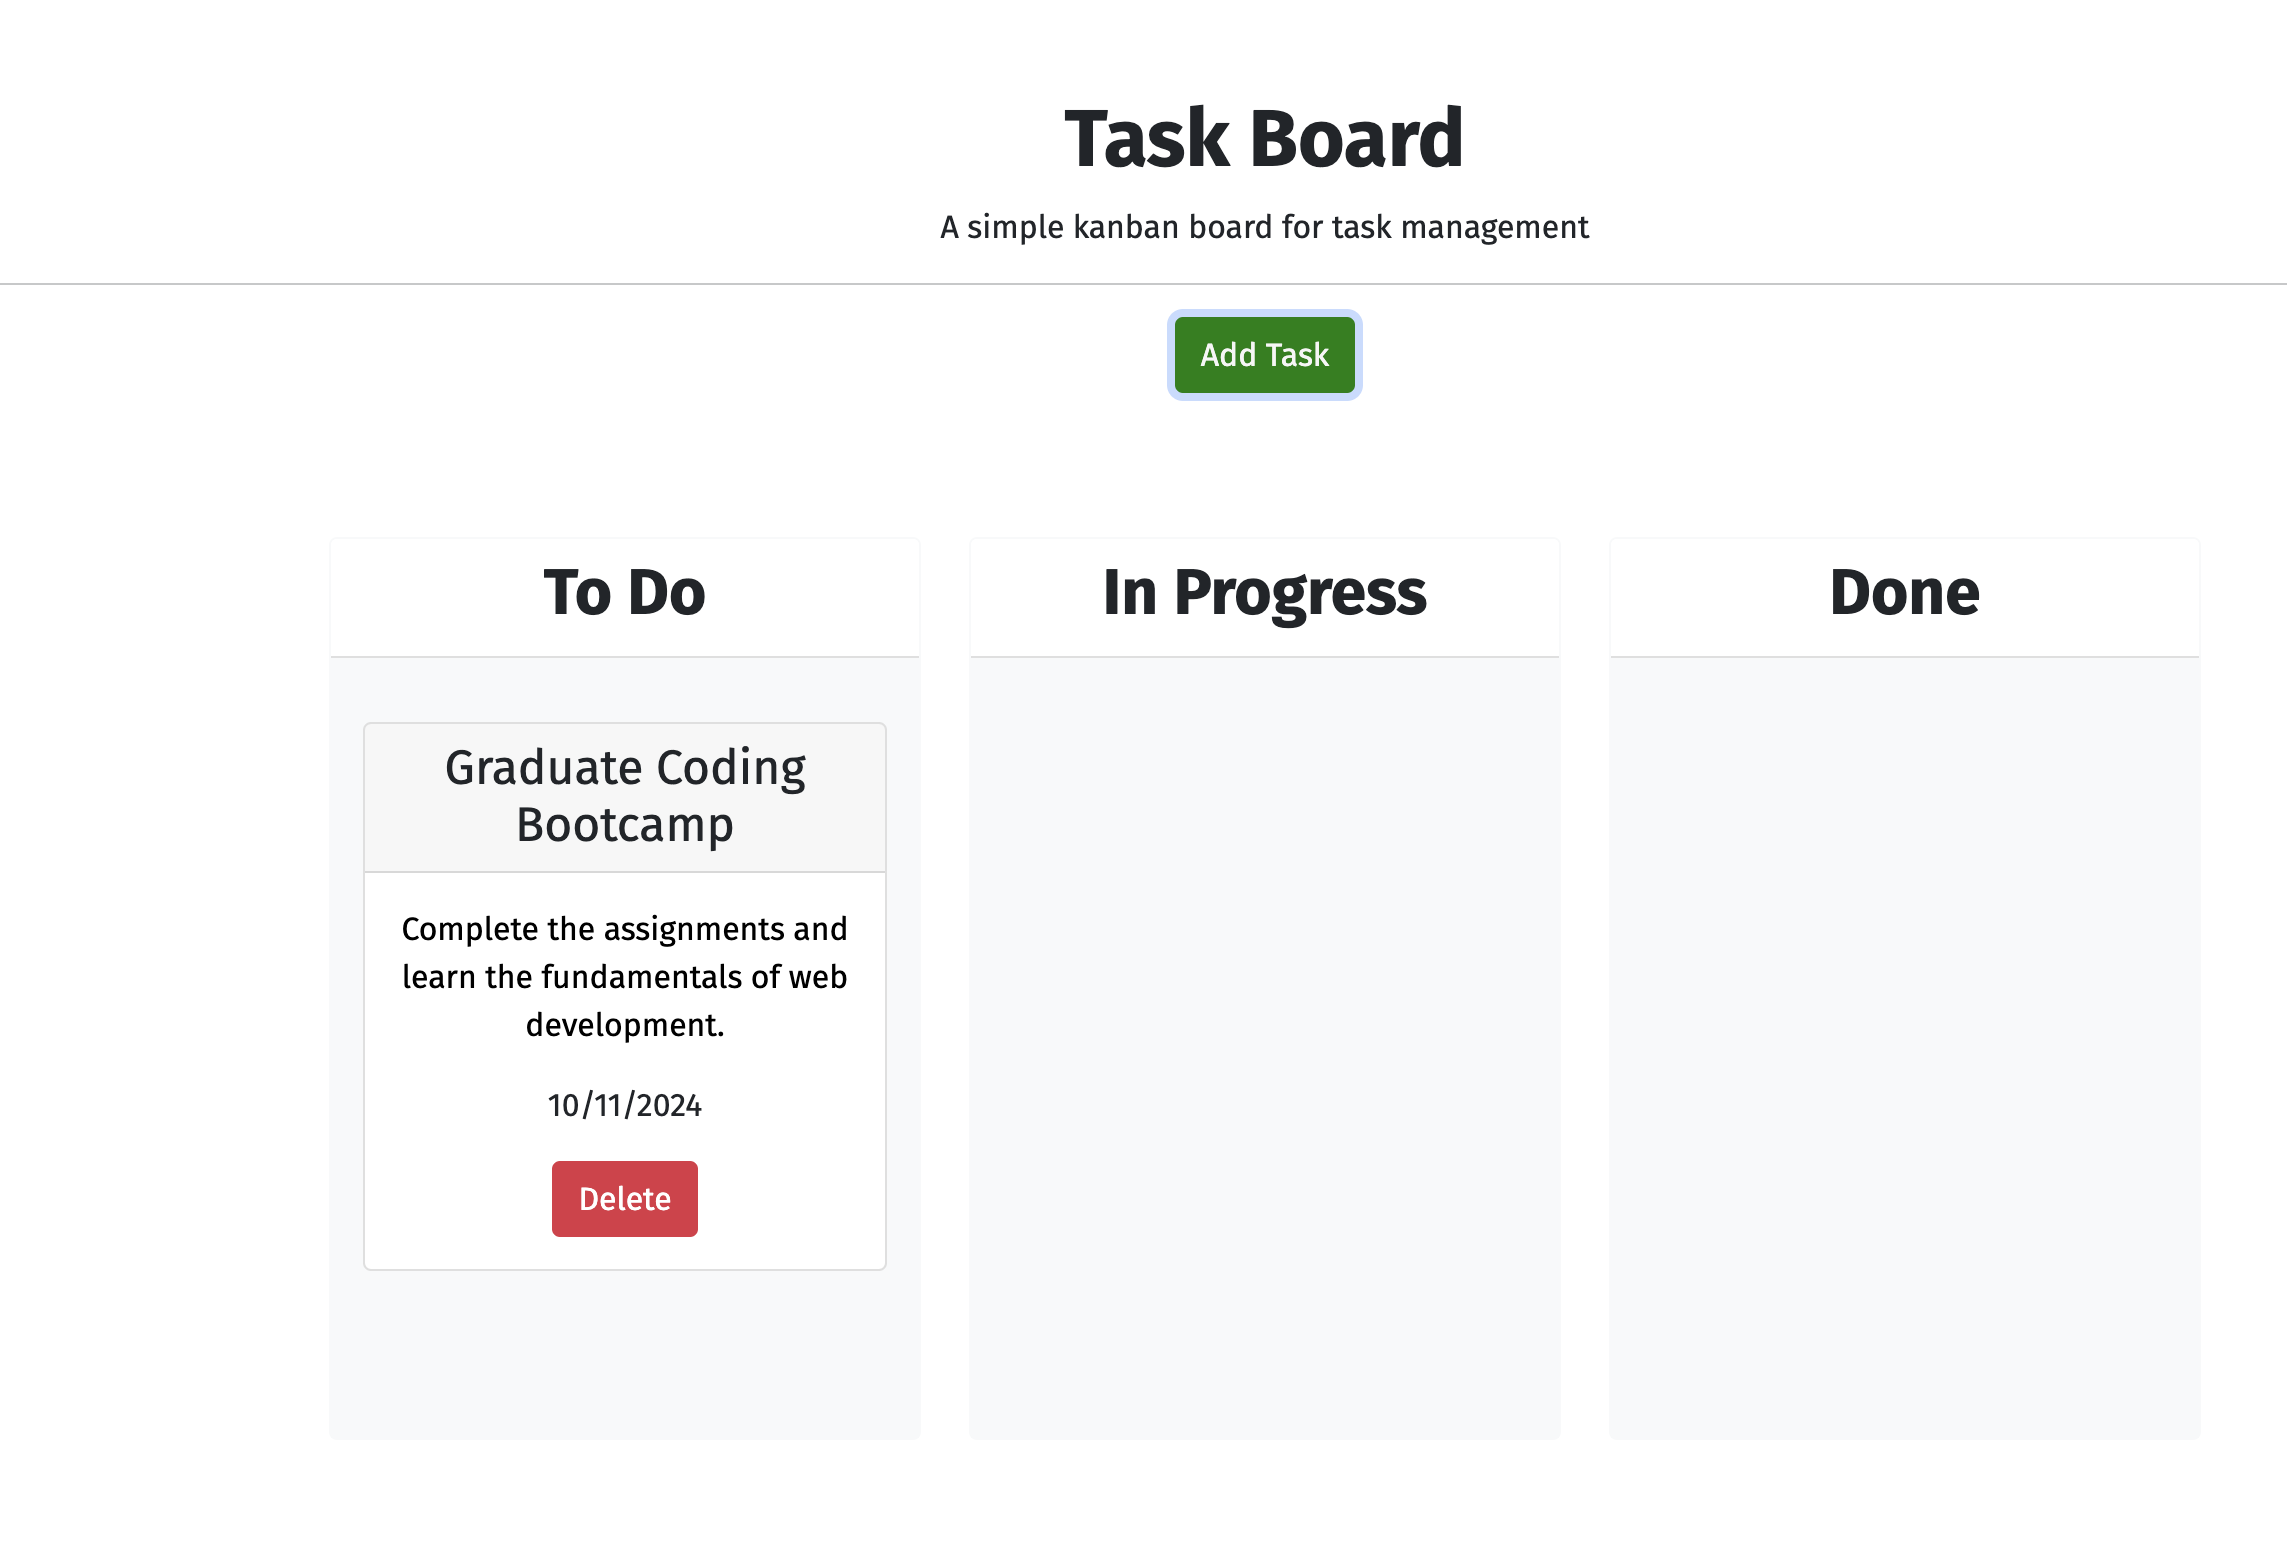 Task Board
A simple kanban board for task management
Add Task
To Do
In Progress
Done
Graduate Coding
Bootcamp
Complete the assignments and
learn the fundamentals of web
development.
10/11/2024
Delete